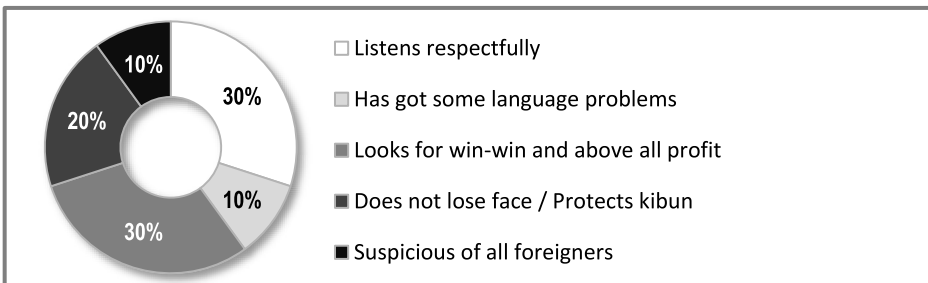 10%
30%
20%
10%
30%
Listens respectfully
Has got some language problems
Looks for win-win and above all profit
Does not lose face / Protects kibun
Suspicious of all foreigners